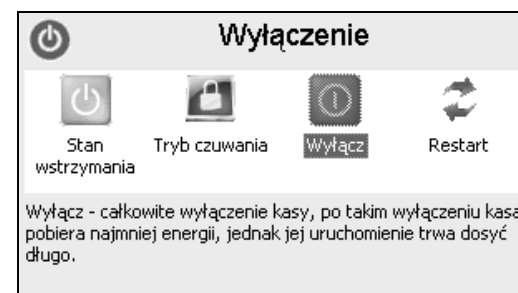 Wyłączenie
Stan wstrzymania
Tryb czuwania
Wyłącz
Restart
Wyłącz - całkowite wyłączenie kasy, po takim wyłączeniu kasa
pobiera najmniej energii, jednak jej uruchomienie trwa dosyć
długo.